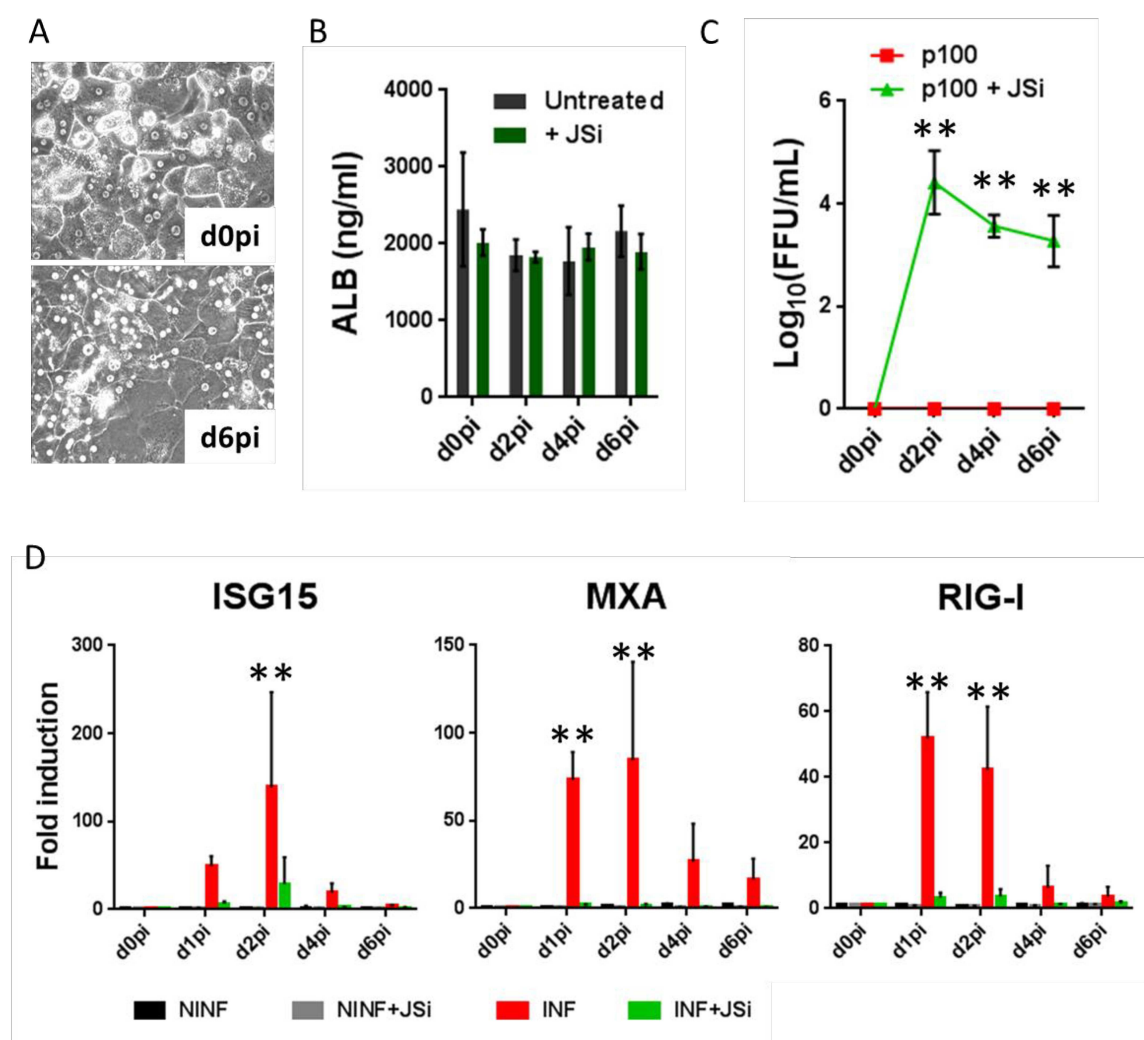 A
d0pi
d6pi
B
Untreated
+ JSi
ALB (ng/ml)
4000
3000
2000
1000
0
d0pi d2pi d4pi d6pi
C
p100
p100 + JSi
Log10(FFU/mL)
6
4
2
0
** ** **
d0pi d2pi d4pi d6pi
D
ISG15
Fold induction
300
200
100
0
**
d0pi d1pi d2pi d4pi d6pi
MXA
150
100
50
0
** **
d0pi d1pi d2pi d4pi d6pi
RIG-I
80
60
40
20
0
** **
d0pi d1pi d2pi d4pi d6pi
NINF NINF+JSi INF INF+JSi